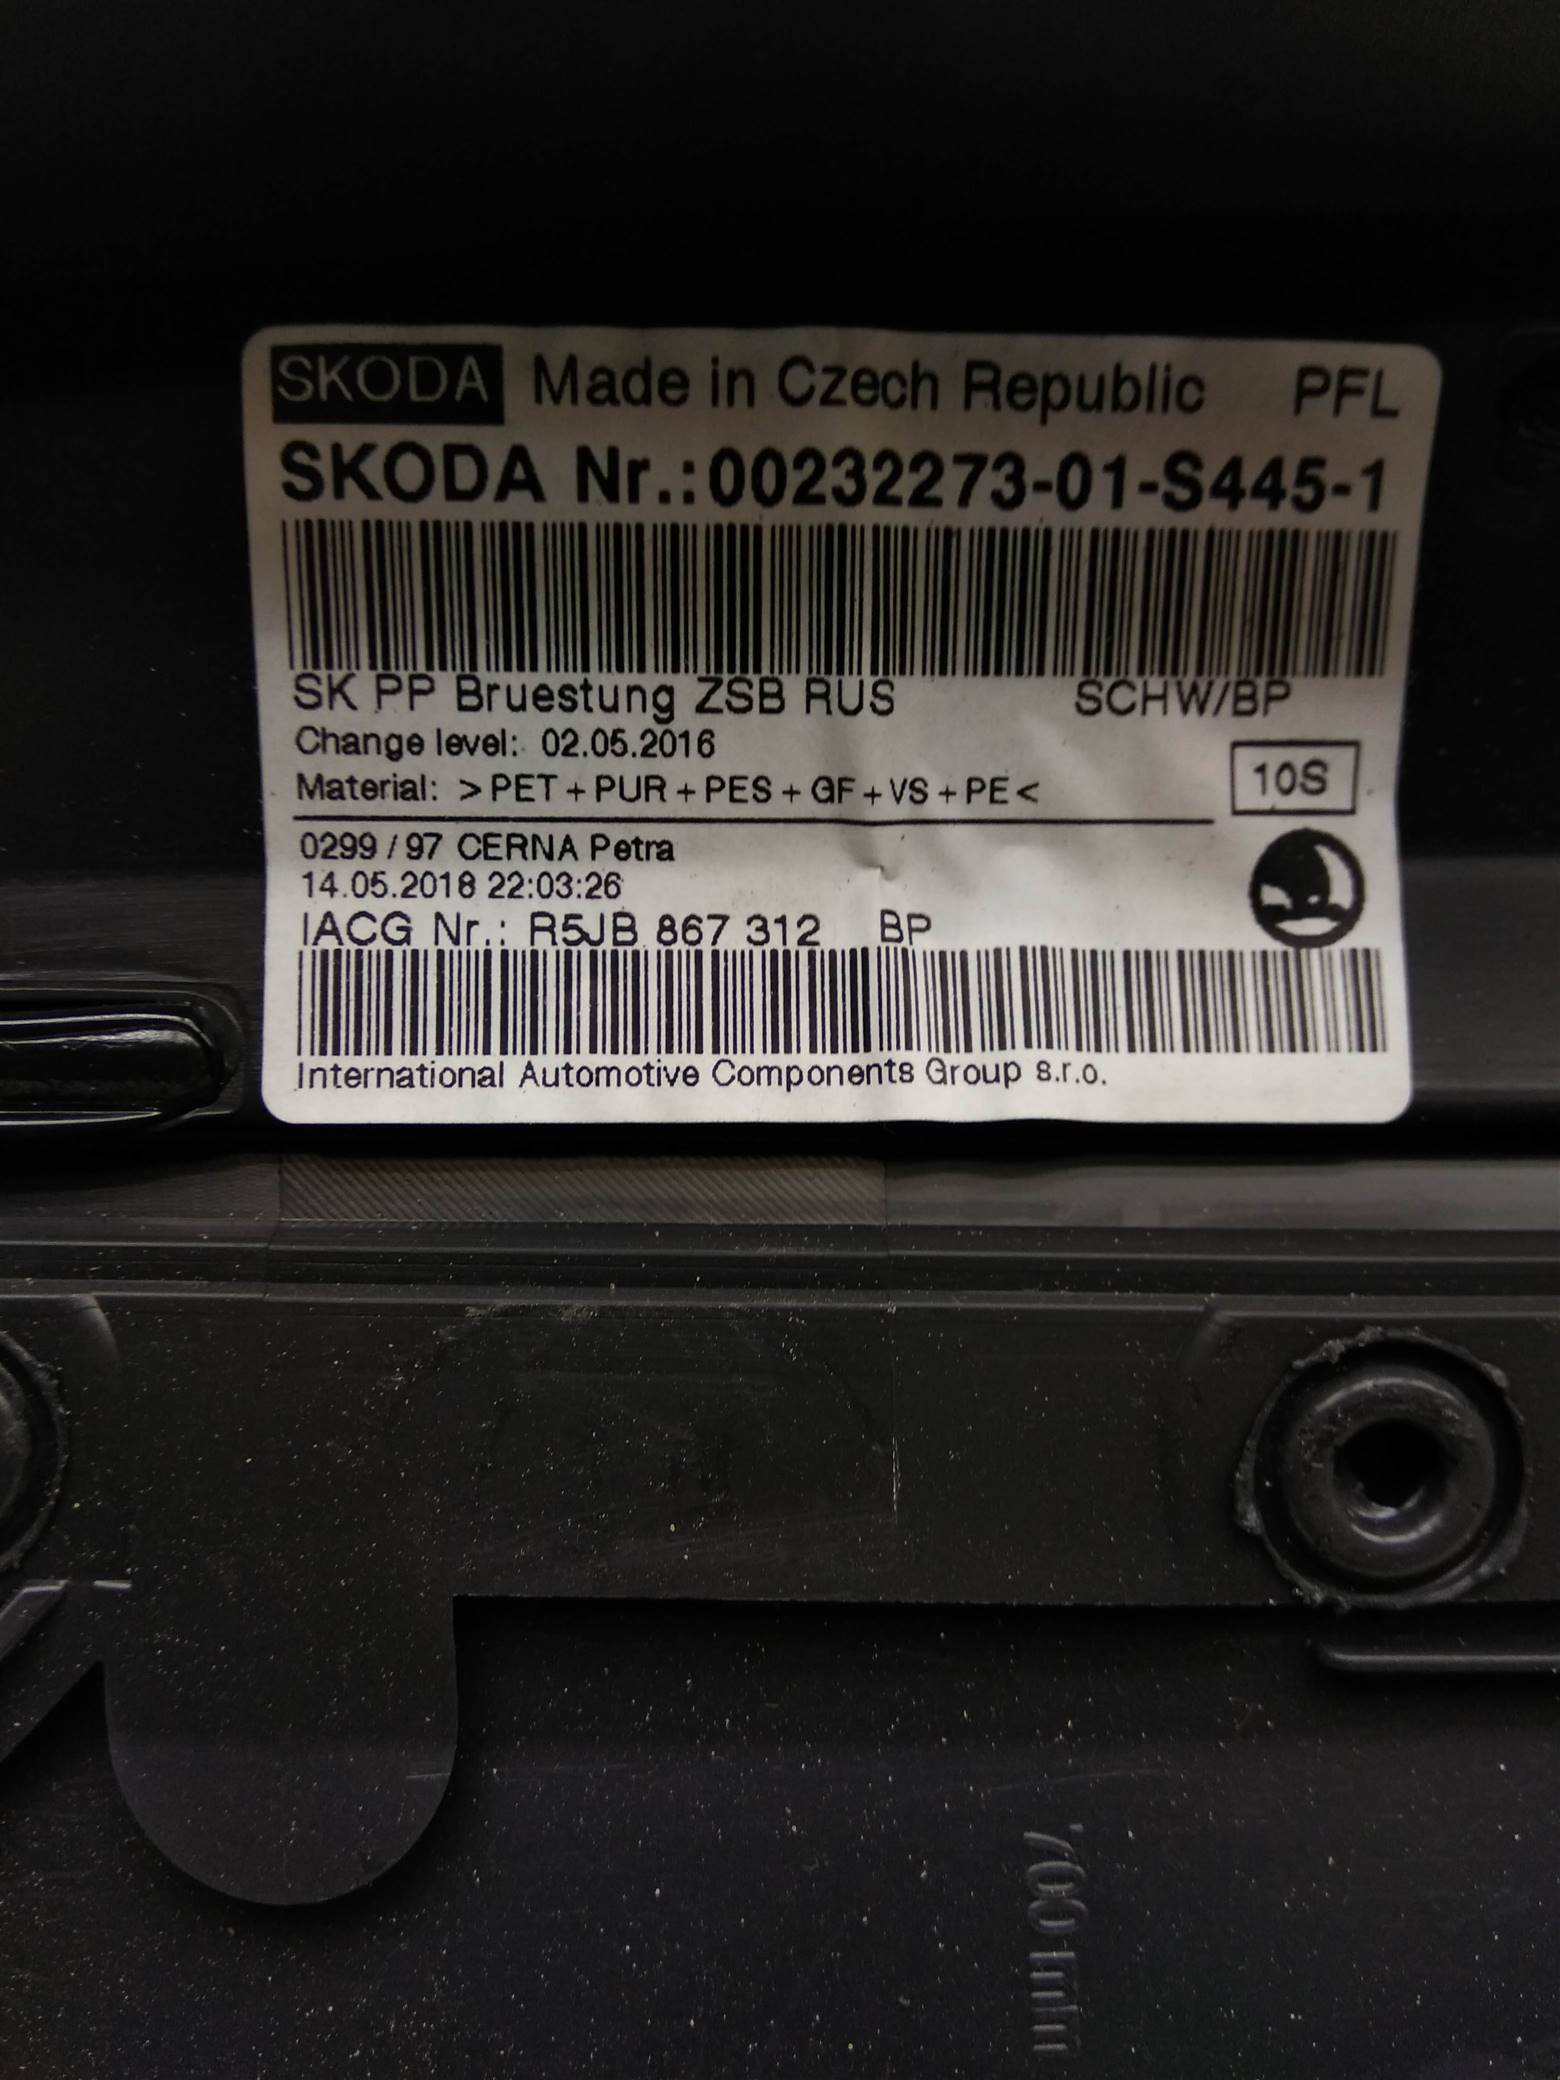 SKODA Made in Czech Republic PFL
SKODA Nr.:00232273-01-S445-1
SK PP Bruestung ZSB RUS SCHW/BP
Change level: 02.05.2016
Material: >PET+PUR+PES+GF+VS+PE<
10S
0299 / 97 CERNA Petra
14.05.2018 22:03:26
IACG Nr.: R5JB 867 312 BP
International Automotive Components Group s.r.o.
700